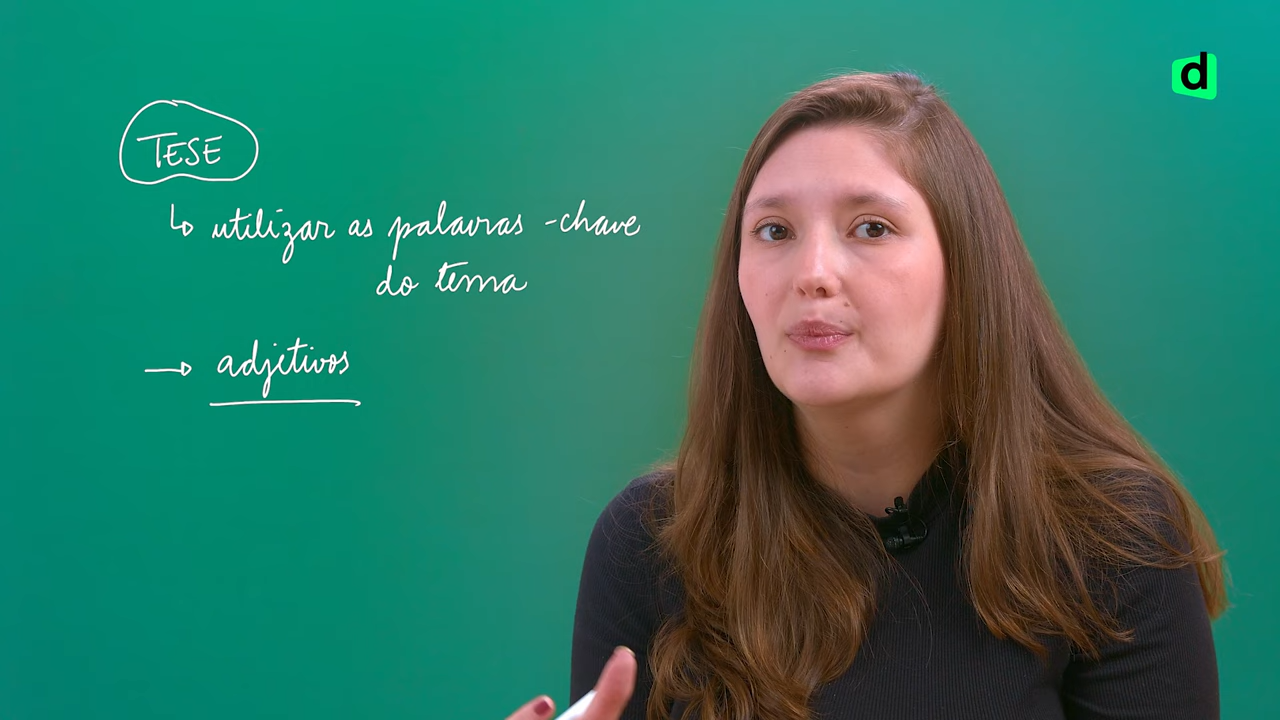 d
TESE
↳ utilizar as palavras-chave
do tema
→ adjetivos